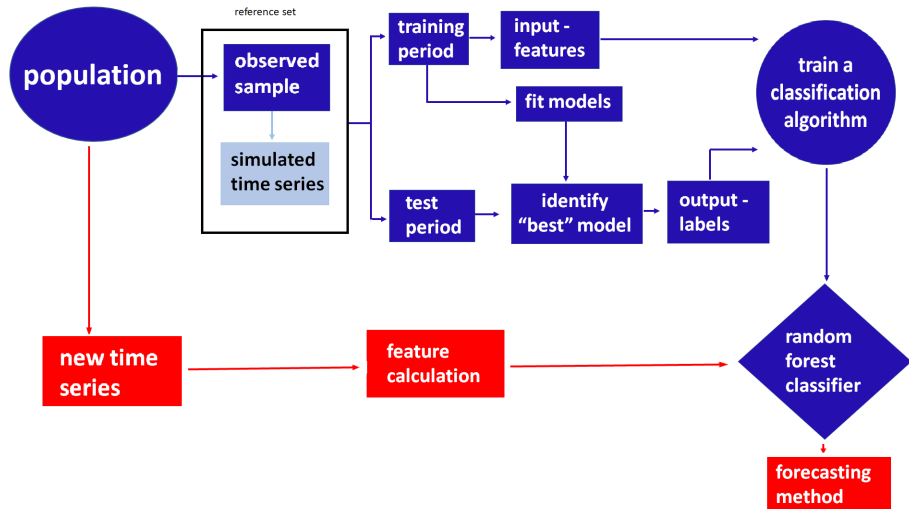 reference set
population
observed
sample
simulated
time series
training
period
input -
features
fit models
test
period
identify
“best” model
output -
labels
train a
classification
algorithm
new time
series
feature
calculation
random
forest
classifier
forecasting
method